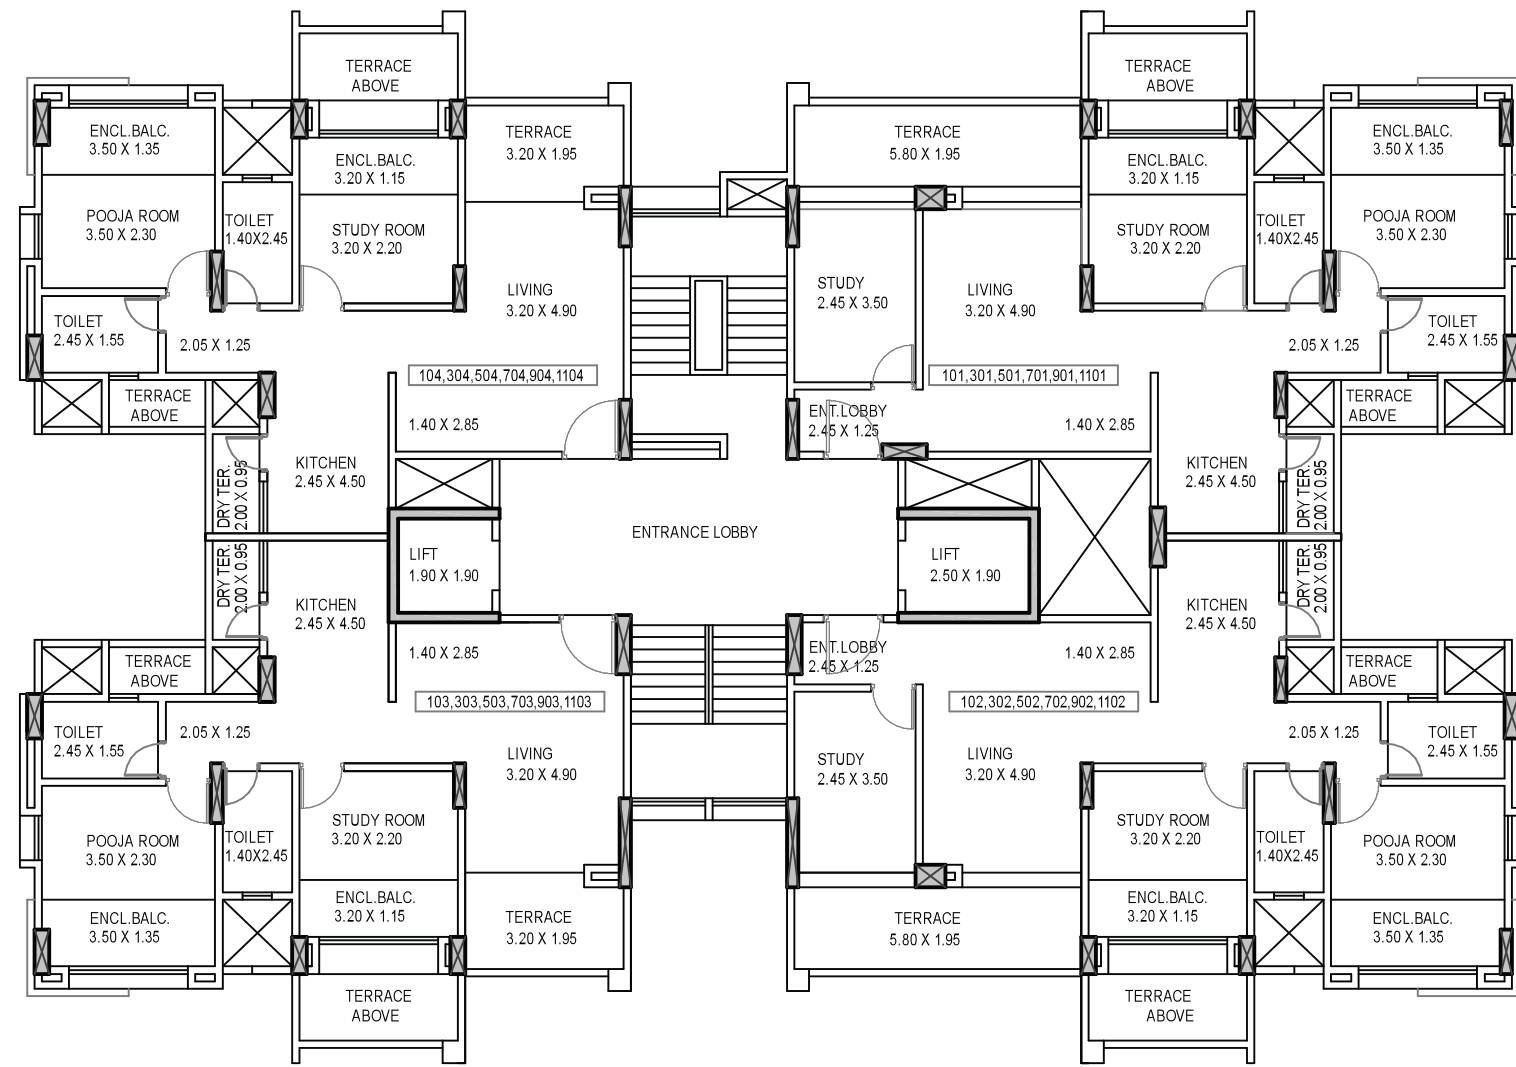 TERRACE
ABOVE
TERRACE
ABOVE
ENCL.BALC.
3.50 X 1.35
TERRACE
3.20 X 1.95
TERRACE
5.80 X 1.95
ENCL.BALC.
3.50 X 1.35
ENCL.BALC.
3.20 X 1.15
ENCL.BALC.
3.20 X 1.15
POOJA ROOM
3.50 X 2.30
TOILET
1.40X2.45
STUDY ROOM
3.20 X 2.20
STUDY ROOM
3.20 X 2.20
TOILET
1.40X2.45
POOJA ROOM
3.50 X 2.30
LIVING
3.20 X 4.90
STUDY
2.45 X 3.50
LIVING
3.20 X 4.90
TOILET
2.45 X 1.55
2.05 X 1.25
2.05 X 1.25
TOILET
2.45 X 1.55
104,304,504,704,904,1104
101,301,501,701,901,1101
TERRACE
ABOVE
TERRACE
ABOVE
1.40 X 2.85
ENT.LOBBY
2.45 X 1.25
1.40 X 2.85
DRY TER.
2.00 X 0.95
KITCHEN
2.45 X 4.50
KITCHEN
2.45 X 4.50
DRY TER.
2.00 X 0.95
ENTRANCE LOBBY
LIFT
1.90 X 1.90
LIFT
2.50 X 1.90
DRY TER.
2.00 X 0.95
KITCHEN
2.45 X 4.50
KITCHEN
2.45 X 4.50
DRY TER.
2.00 X 0.95
1.40 X 2.85
ENT.LOBBY
2.45 X 1.25
1.40 X 2.85
TERRACE
ABOVE
TERRACE
ABOVE
103,303,503,703,903,1103
102,302,502,702,902,1102
TOILET
2.45 X 1.55
2.05 X 1.25
2.05 X 1.25
TOILET
2.45 X 1.55
LIVING
3.20 X 4.90
STUDY
2.45 X 3.50
LIVING
3.20 X 4.90
POOJA ROOM
3.50 X 2.30
TOILET
1.40X2.45
STUDY ROOM
3.20 X 2.20
STUDY ROOM
3.20 X 2.20
TOILET
1.40X2.45
POOJA ROOM
3.50 X 2.30
ENCL.BALC.
3.20 X 1.15
ENCL.BALC.
3.20 X 1.15
ENCL.BALC.
3.50 X 1.35
TERRACE
3.20 X 1.95
TERRACE
5.80 X 1.95
ENCL.BALC.
3.50 X 1.35
TERRACE
ABOVE
TERRACE
ABOVE